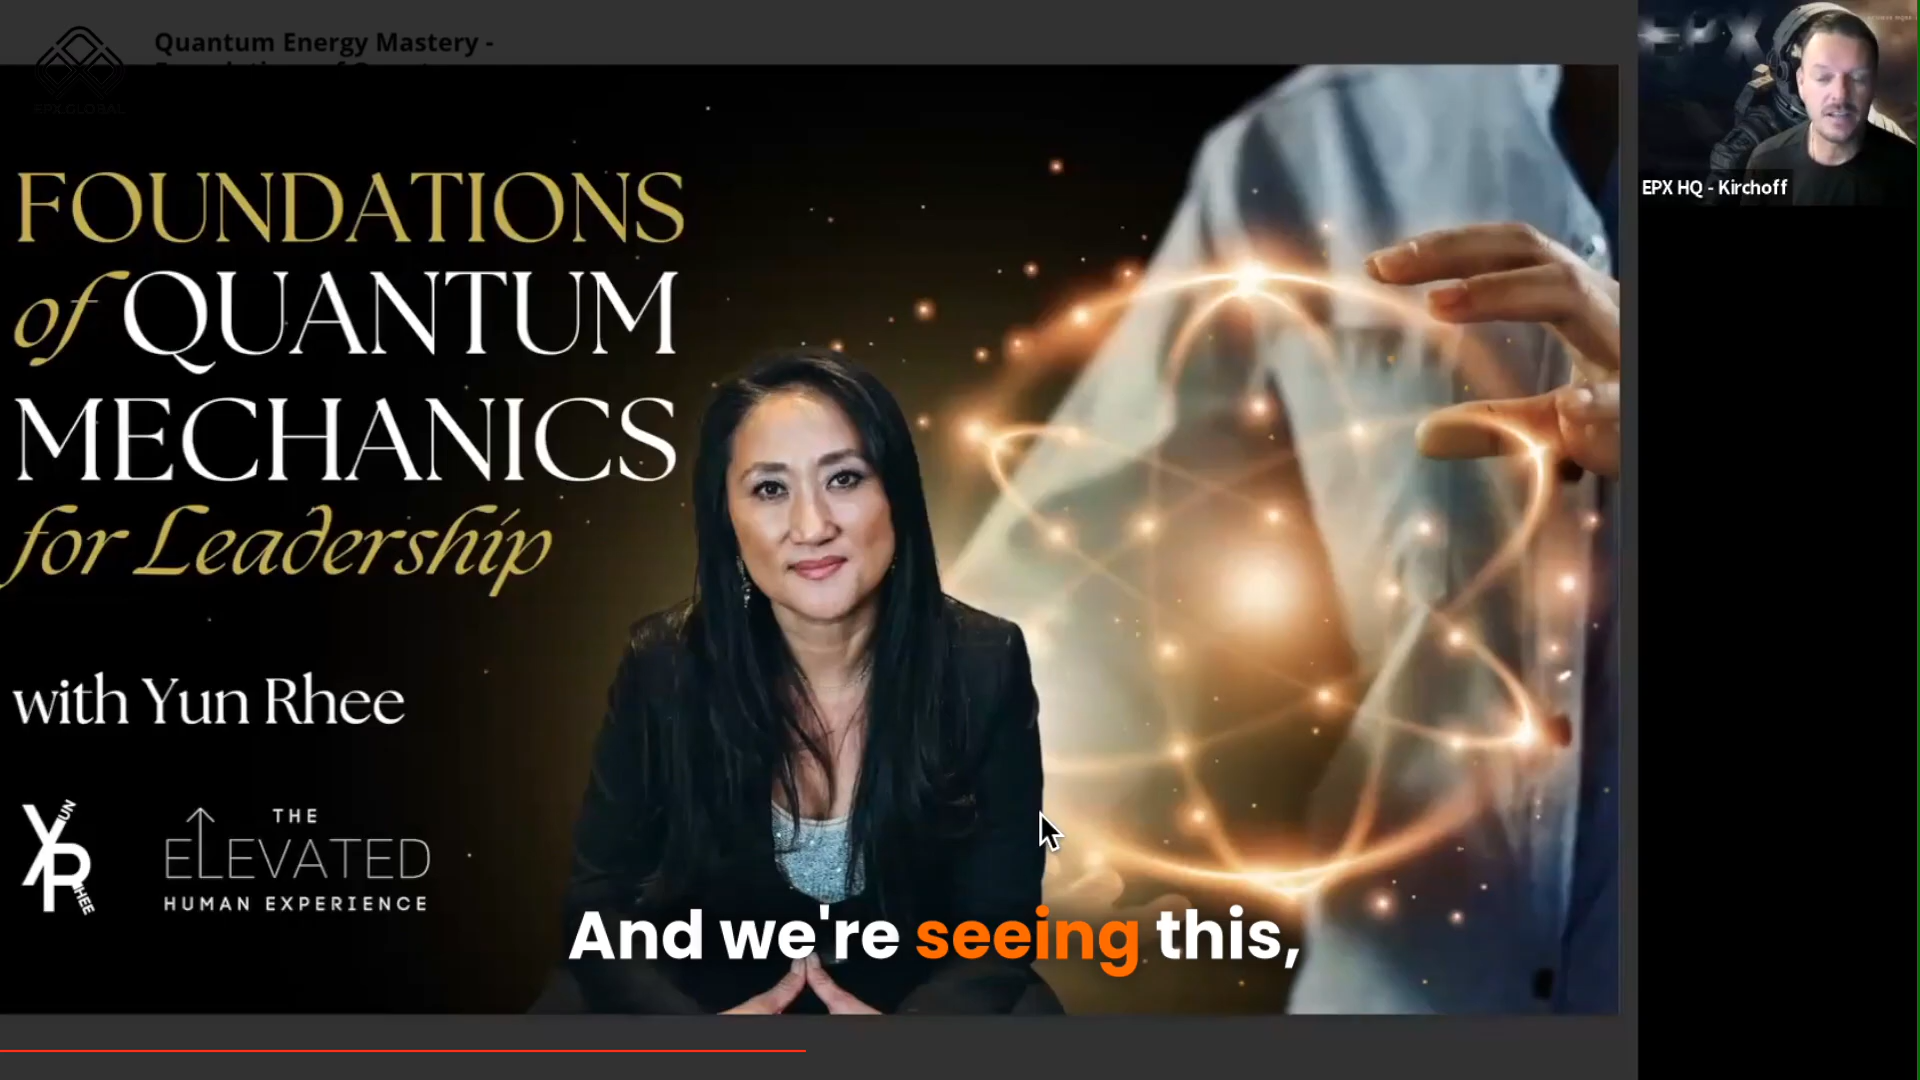 Quantum Energy Mastery -
EPX GLOBAL
FOUNDATIONS
of QUANTUM
MECHANICS
for Leadership
with Yun Rhee
YUN
RHEE
THE
ELEVATED
HUMAN EXPERIENCE
And we're seeing this,
EPX
EPX HQ - Kirchoff